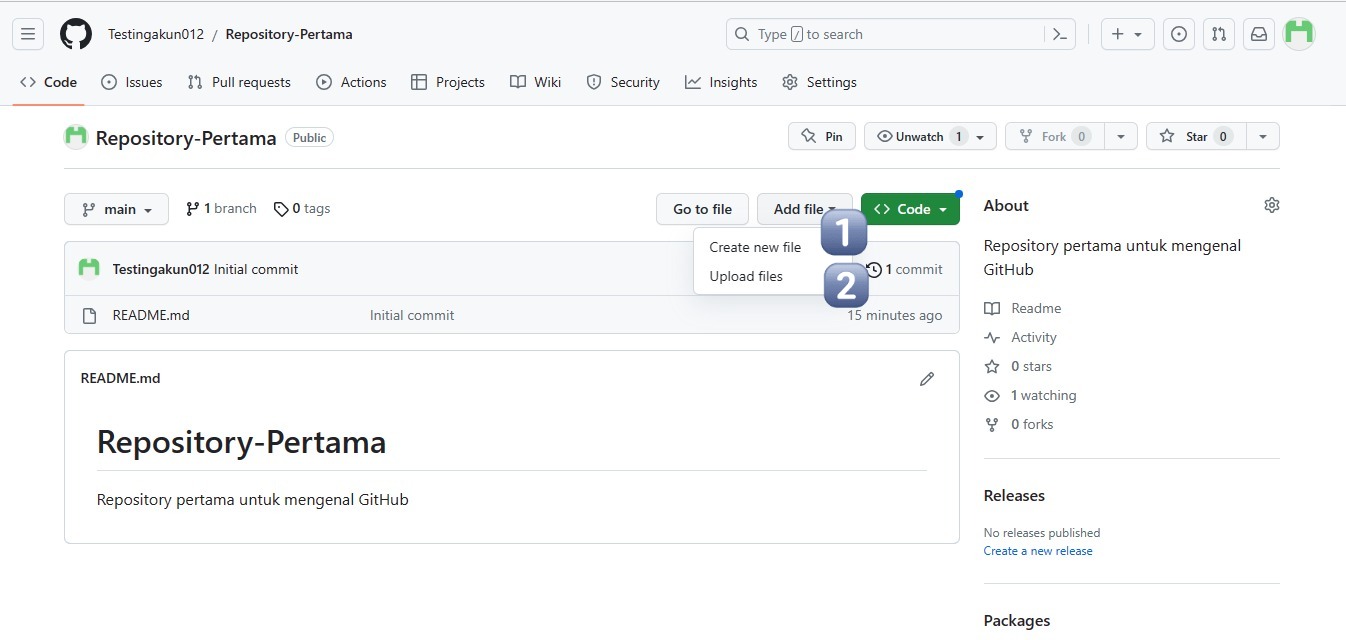 Testingakun012 / Repository-Pertama
Type / to search
Code Issues Pull requests Actions Projects Wiki Security Insights Settings
Repository-Pertama Public
Pin Unwatch 1 Fork 0 Star 0
main 1 branch 0 tags Go to file Add file Code
1
Create new file
Upload files
2
Testingakun012 Initial commit 1 commit
README.md Initial commit 15 minutes ago
README.md
Repository-Pertama
Repository pertama untuk mengenal GitHub
About
Repository pertama untuk mengenal
GitHub
Readme
Activity
0 stars
1 watching
0 forks
Releases
No releases published
Create a new release
Packages